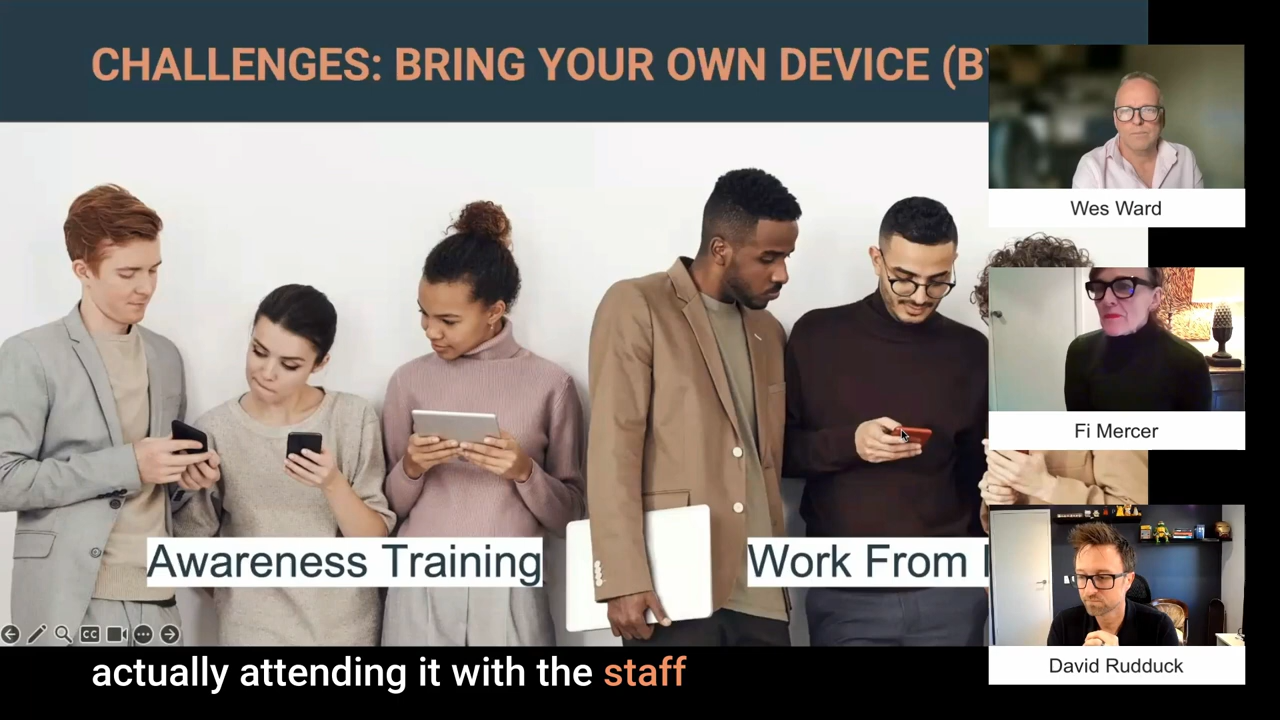 CHALLENGES: BRING YOUR OWN DEVICE (B
Wes Ward
Fi Mercer
Awareness Training
Work From
CC
David Rudduck
actually attending it with the staff